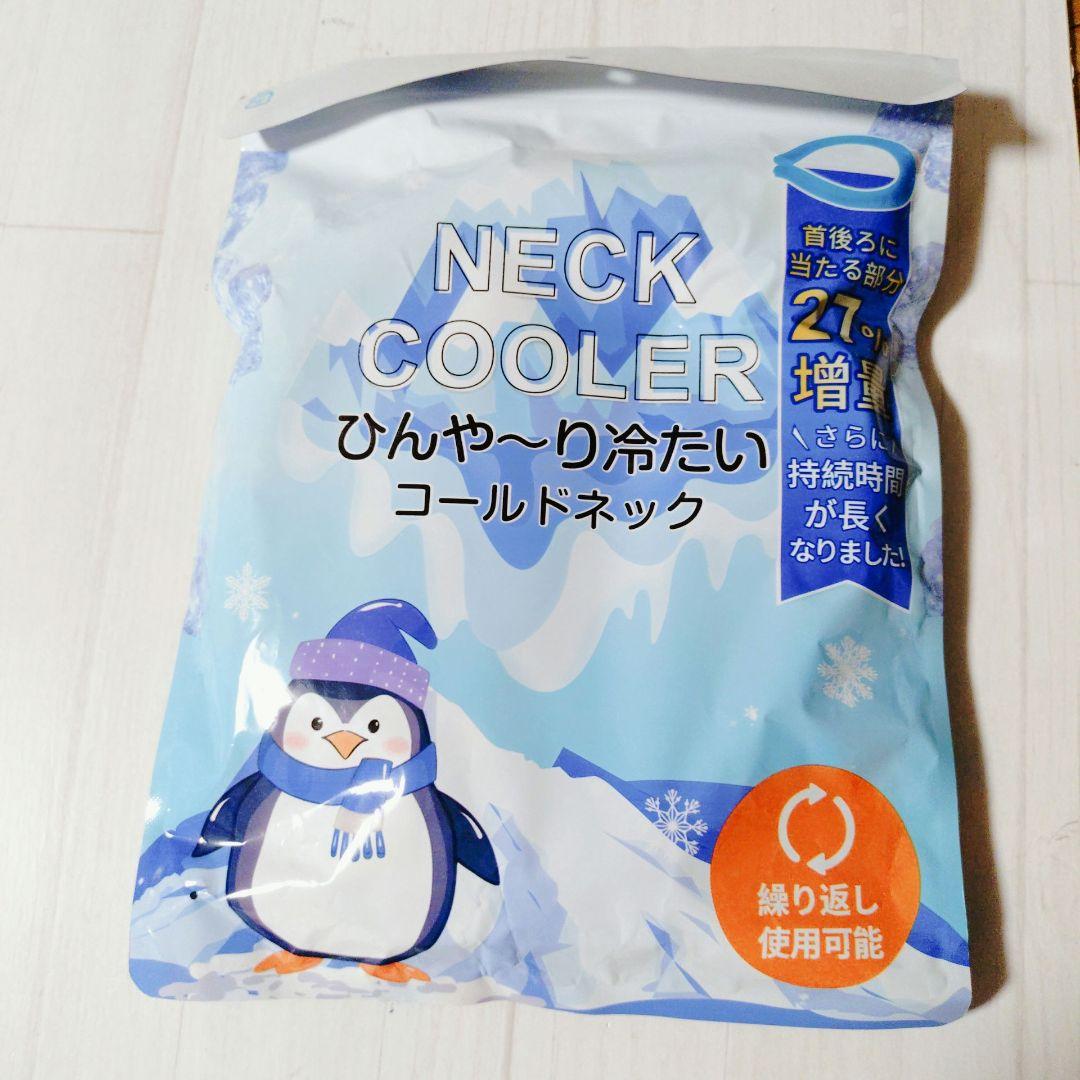 NECK
COOLER
ひんや～り冷たい
コールドネック
首後ろに
当たる部分
27%
増量
\さらに/
持続時間
が長く
なりました!
繰り返し
使用可能